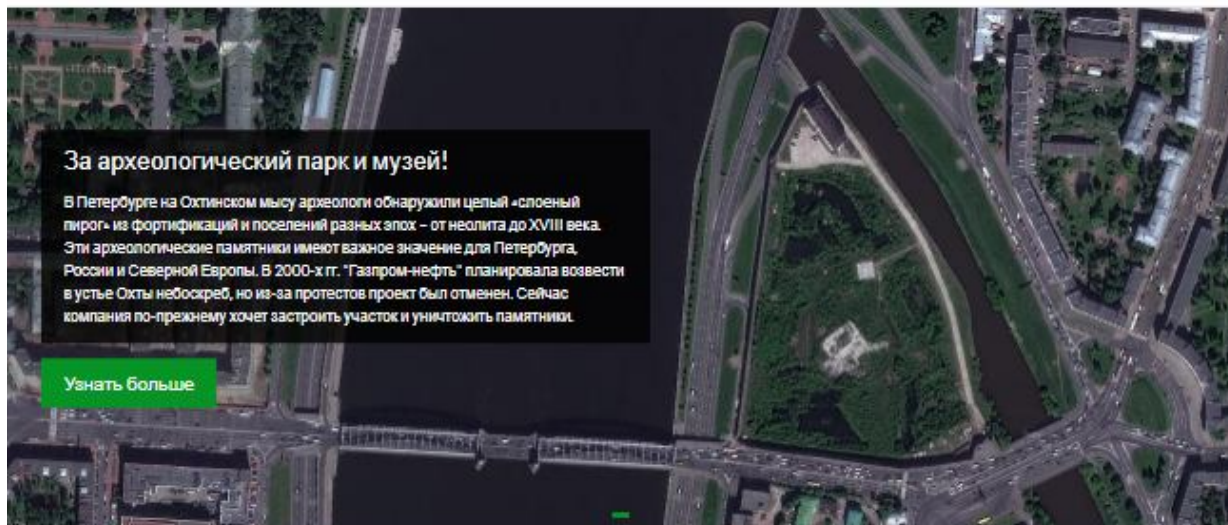 За археологический парк и музей!
В Петербурге на Охтинском мысу археологи обнаружили целый «слоеный
пирог» из фортификаций и поселений разных эпох – от неолита до XVIII века.
Эти археологические памятники имеют важное значение для Петербурга,
России и Северной Европы. В 2000-х гг. "Газпром-нефть" планировала возвести
в устье Охты небоскреб, но из-за протестов проект был отменен. Сейчас
компания по-прежнему хочет застроить участок и уничтожить памятники.
Узнать больше